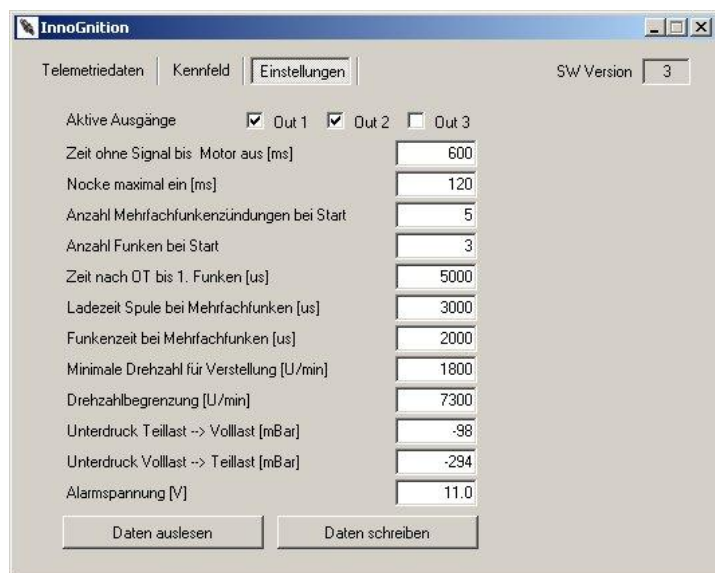 InnoGnition
Telemetriedaten Kennfeld Einstellungen SW Version 3
Aktive Ausgänge Out 1 Out 2 Out 3
Zeit ohne Signal bis Motor aus [ms] 600
Nocke maximal ein [ms] 120
Anzahl Mehrfachfunkenzündungen bei Start 5
Anzahl Funken bei Start 3
Zeit nach OT bis 1. Funken [us] 5000
Ladezeit Spule bei Mehrfachfunken [us] 3000
Funkenzeit bei Mehrfachfunken [us] 2000
Minimale Drehzahl für Verstellung [U/min] 1800
Drehzahlbegrenzung [U/min] 7300
Unterdruck Teillast --> Volllast [mBar] -98
Unterdruck Volllast --> Teillast [mBar] -294
Alarmspannung [V] 11.0
Daten auslesen Daten schreiben